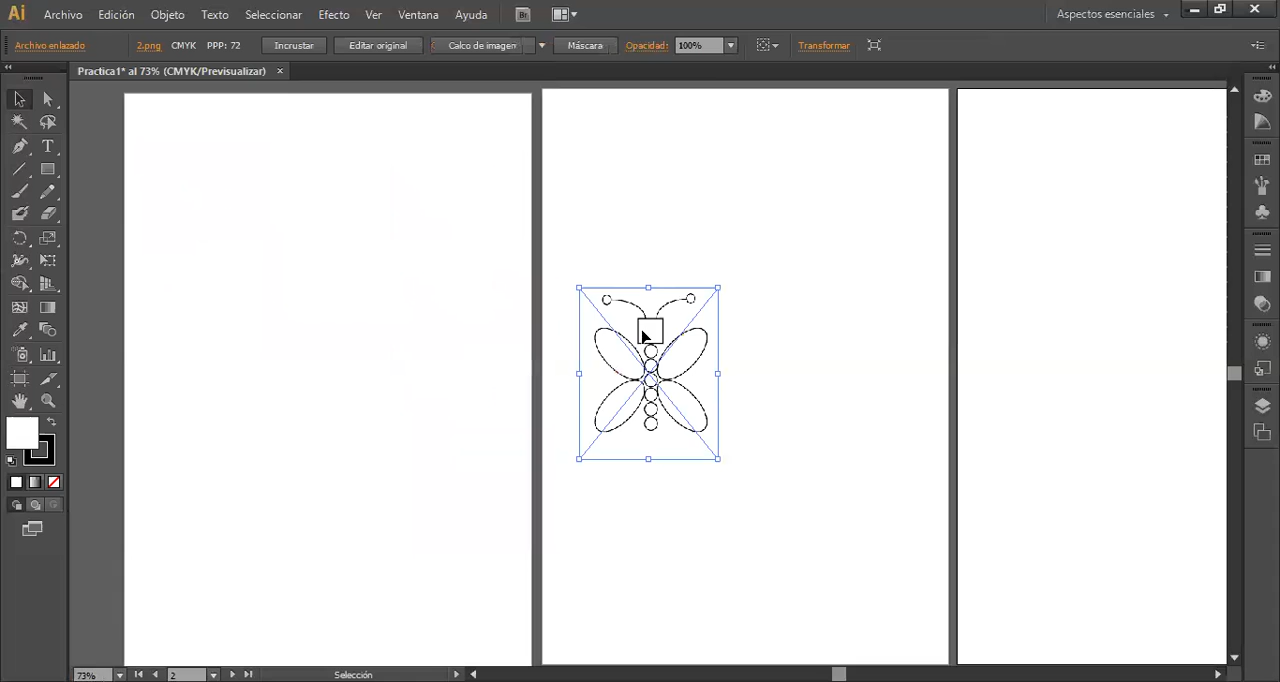 Ai Archivo Edición Objeto Texto Seleccionar Efecto Ver Ventana Ayuda Br Aspectos esenciales
Archivo enlazado 2.png CMYK PPP: 72 Incrustar Editar original Calco de imagen Máscara Opacidad: 100% Transformar
Practica1* al 73% (CMYK/Previsualizar) ×
T
73% 2 Selección